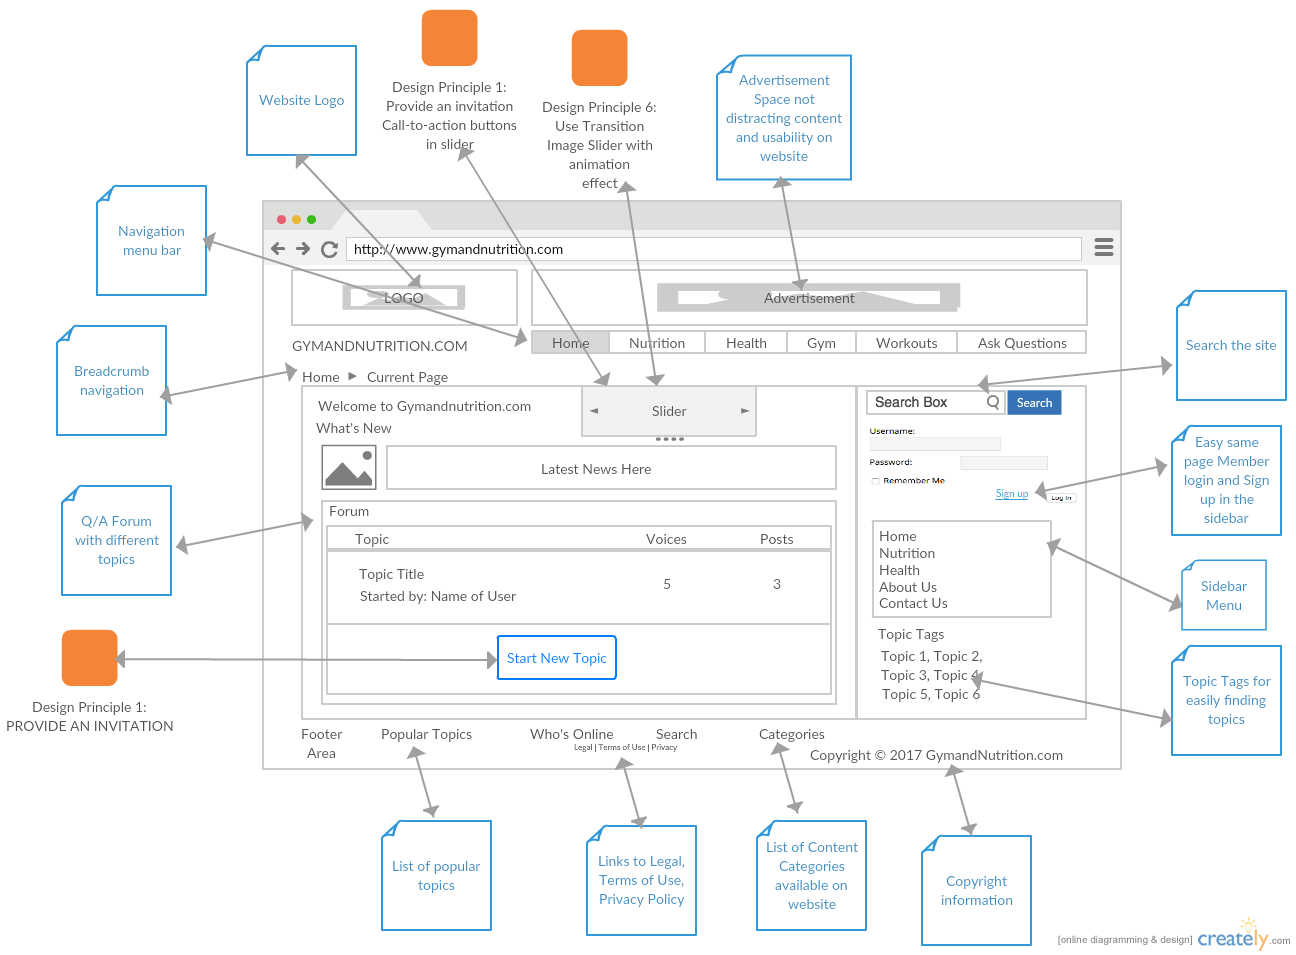 Design Principle 1:
Provide an invitation
Call-to-action buttons
in slider
Design Principle 6:
Use Transition
Image Slider with
animation
effect
Website Logo
Advertisement
Space not
distracting content
and usability on
website
Navigation
menu bar
http://www.gymandnutrition.com
LOGO
Advertisement
GYMANDNUTRITION.COM
Home Nutrition Health Gym Workouts Ask Questions
Search the site
Breadcrumb
navigation
Home Current Page
Welcome to Gymandnutrition.com
What's New
Slider
Search Box Search
Username:
Password:
Remember Me
Sign up
Log In
Easy same
page Member
login and Sign
up in the
sidebar
Latest News Here
Q/A Forum
with different
topics
Forum
Topic Voices Posts
Topic Title
Started by: Name of User
5 3
Start New Topic
Home
Nutrition
Health
About Us
Contact Us
Sidebar
Menu
Topic Tags
Topic 1, Topic 2,
Topic 3, Topic 4,
Topic 5, Topic 6
Topic Tags for
easily finding
topics
Design Principle 1:
PROVIDE AN INVITATION
Footer
Area
Popular Topics
Who's Online
Search
Categories
Legal | Terms of Use | Privacy
Copyright © 2017 GymandNutrition.com
List of popular
topics
Links to Legal,
Terms of Use,
Privacy Policy
List of Content
Categories
available on
website
Copyright
information
[online diagramming & design] creately.com